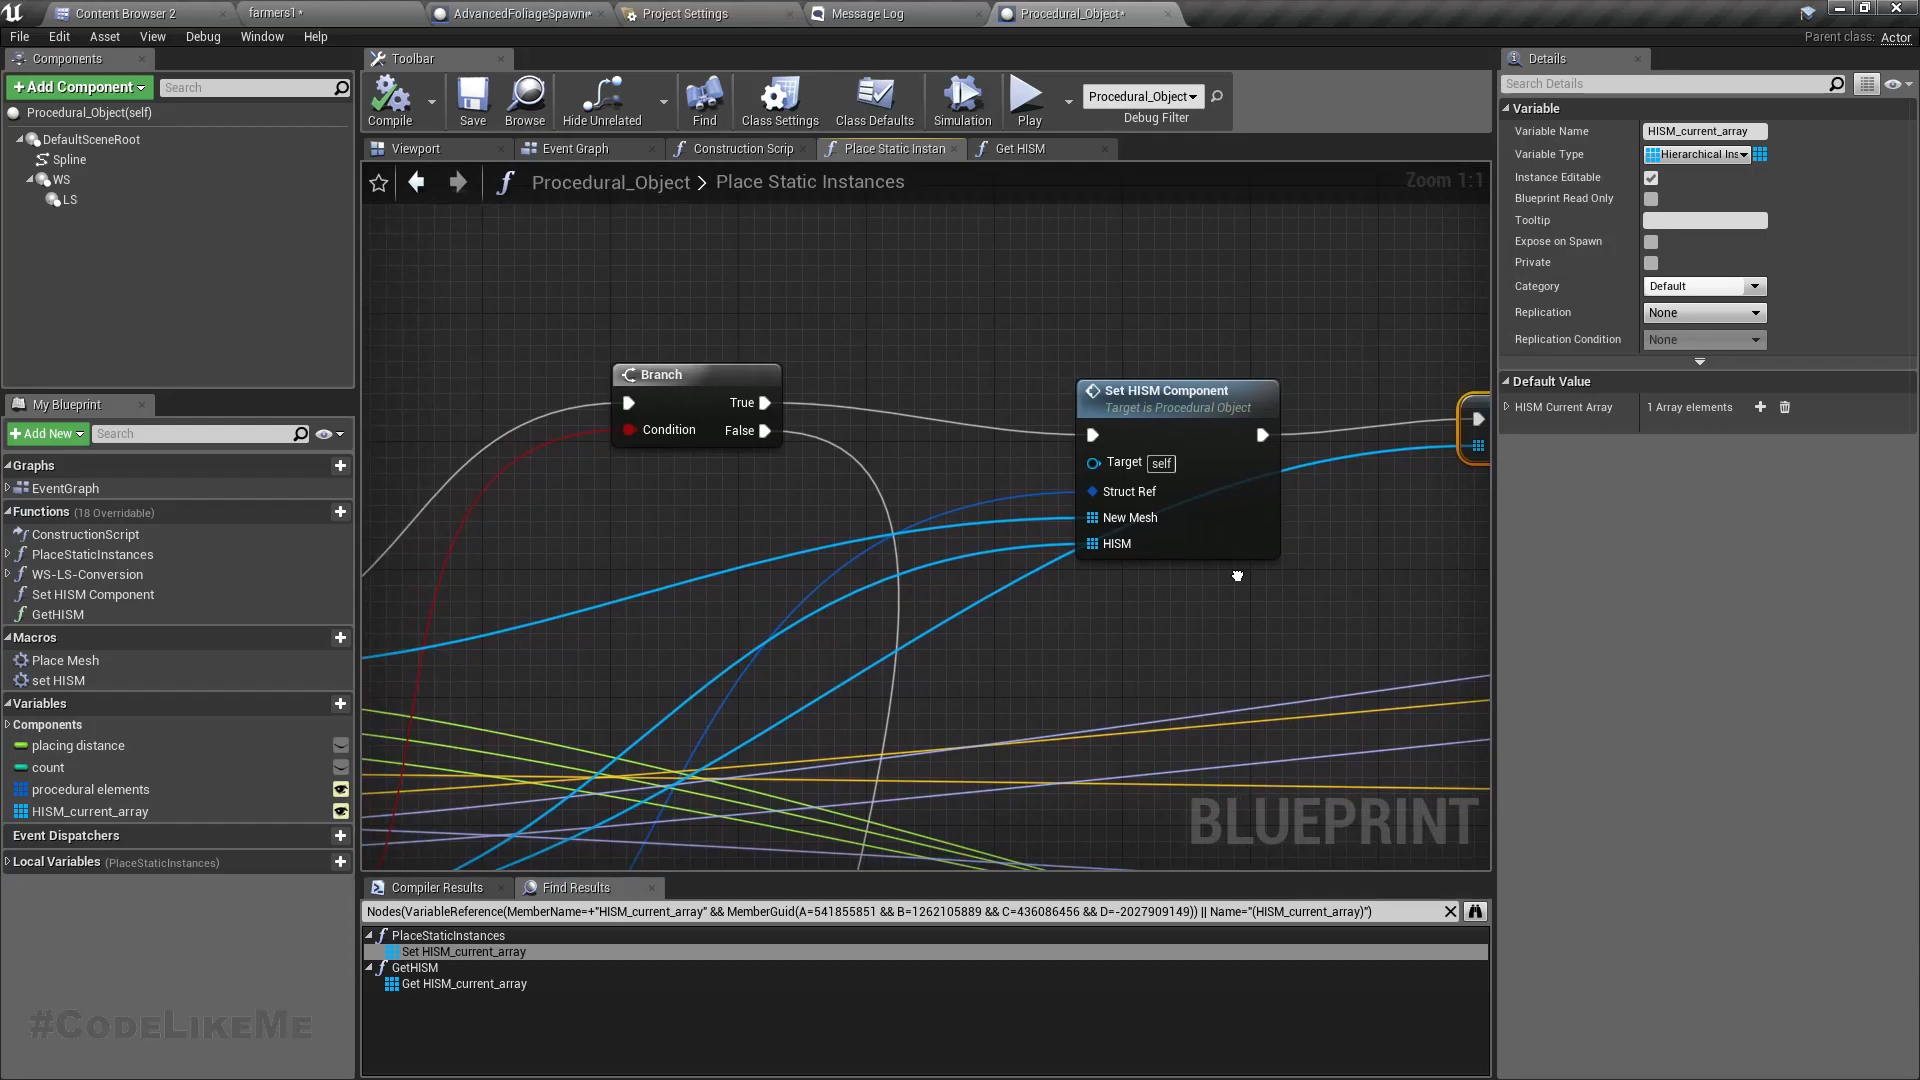 Content Browser 2
farmers1*
AdvancedFoliageSpawn*
Project Settings
Message Log
Procedural_Object*
File Edit Asset View Debug Window Help
Parent class: Actor
Components
Toolbar
Details
+Add Component
Search
Search Details
Procedural_Object(self)
DefaultSceneRoot
Spline
WS
LS
Compile
Save
Browse
Hide Unrelated
Find
Class Settings
Class Defaults
Simulation
Play
Procedural_Object
Debug Filter
Viewport
Event Graph
Construction Scrip
Place Static Instan
Get HISM
Procedural_Object > Place Static Instances
Zoom 1:1
Variable
Variable Name HISM_current_array
Variable Type Hierarchical Ins
Instance Editable
Blueprint Read Only
Tooltip
Expose on Spawn
Private
Category Default
Replication None
Replication Condition None
Default Value
HISM Current Array 1 Array elements
Branch
True
Condition
False
Set HISM Component
Target is Procedural Object
Target self
Struct Ref
New Mesh
HISM
BLUEPRINT
My Blueprint
+Add New
Search
Graphs
EventGraph
Functions (18 Overridable)
ConstructionScript
PlaceStaticInstances
WS-LS-Conversion
Set HISM Component
GetHISM
Macros
Place Mesh
set HISM
Variables
Components
placing distance
count
procedural elements
HISM_current_array
Event Dispatchers
Local Variables (PlaceStaticInstances)
Compiler Results
Find Results
Nodes(VariableReference(MemberName=+"HISM_current_array" && MemberGuid(A=541855851 && B=1262105889 && C=436086456 && D=-2027909149)) || Name="(HISM_current_array)")
PlaceStaticInstances
Set HISM_current_array
GetHISM
Get HISM_current_array
#CodeLikeMe